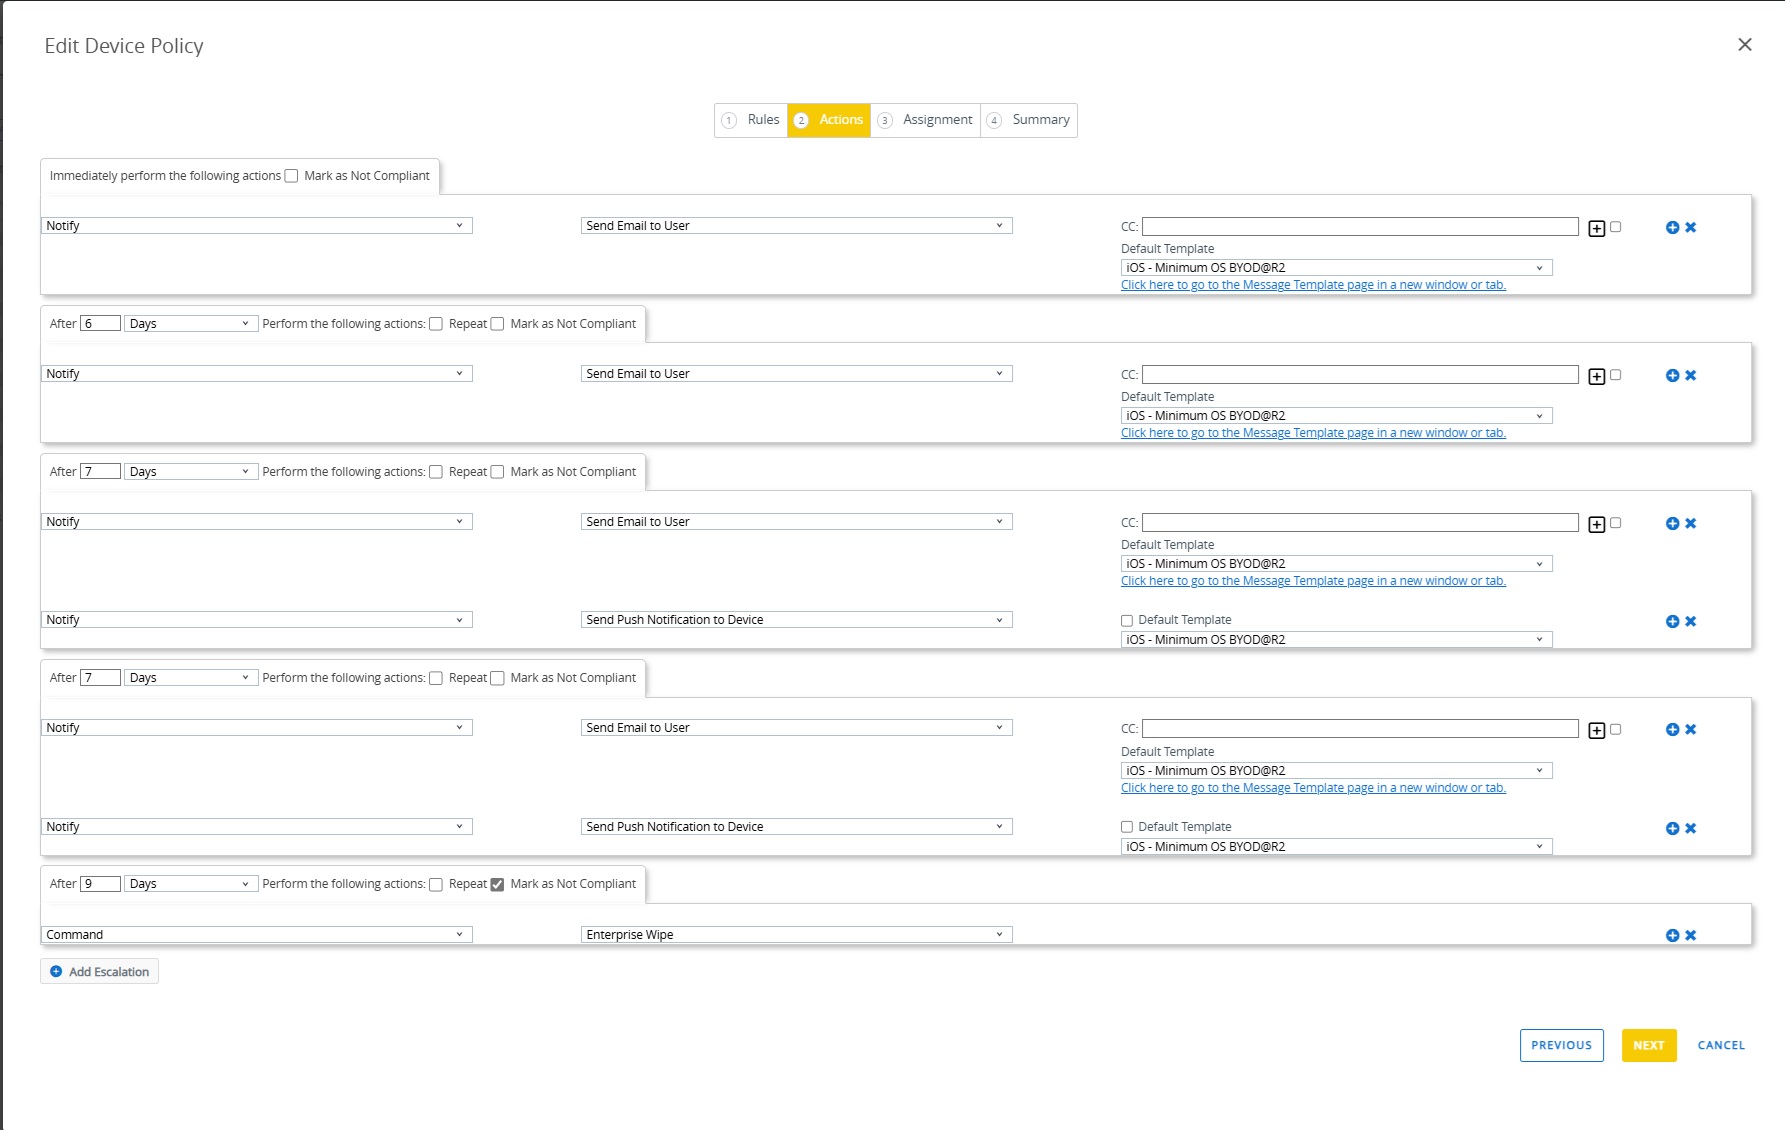 Edit Device Policy
1 Rules 2 Actions 3 Assignment 4 Summary
Immediately perform the following actions Mark as Not Compliant
Notify Send Email to User CC:
Default Template
iOS - Minimum OS BYOD@R2
Click here to go to the Message Template page in a new window or tab.
After 6 Days Perform the following actions: Repeat Mark as Not Compliant
Notify Send Email to User CC:
Default Template
iOS - Minimum OS BYOD@R2
Click here to go to the Message Template page in a new window or tab.
After 7 Days Perform the following actions: Repeat Mark as Not Compliant
Notify Send Email to User CC:
Default Template
iOS - Minimum OS BYOD@R2
Click here to go to the Message Template page in a new window or tab.
Notify Send Push Notification to Device Default Template
iOS - Minimum OS BYOD@R2
After 7 Days Perform the following actions: Repeat Mark as Not Compliant
Notify Send Email to User CC:
Default Template
iOS - Minimum OS BYOD@R2
Click here to go to the Message Template page in a new window or tab.
Notify Send Push Notification to Device Default Template
iOS - Minimum OS BYOD@R2
After 9 Days Perform the following actions: Repeat Mark as Not Compliant
Command Enterprise Wipe
Add Escalation
PREVIOUS NEXT CANCEL